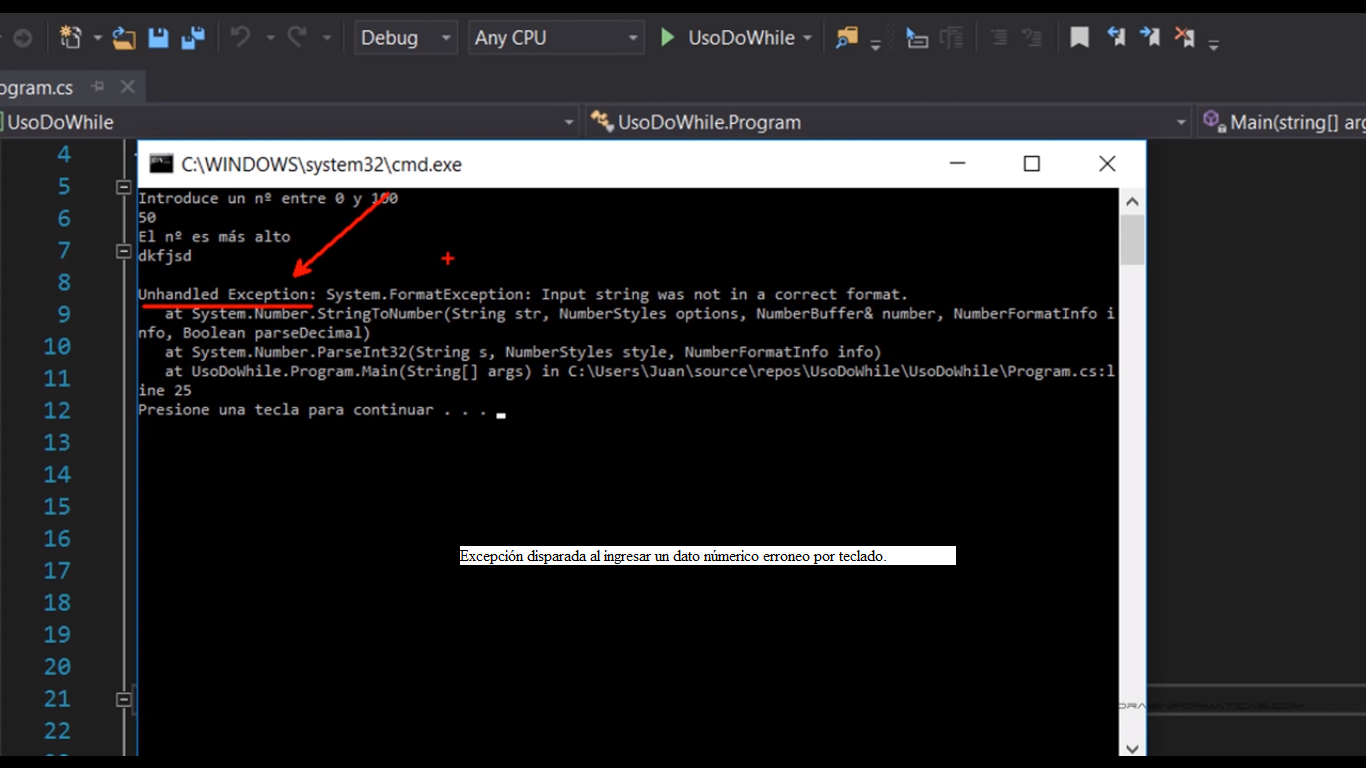 Debug
Any CPU
UsoDoWhile
ogram.cs
UsoDoWhile
UsoDoWhile.Program
Main(string[] arg
4
C:\WINDOWS\system32\cmd.exe
5
Introduce un nº entre 0 y 100
6
50
El nº es más alto
7
dkfjsd
8
Unhandled Exception: System.FormatException: Input string was not in a correct format.
9
at System.Number.StringToNumber(String str, NumberStyles options, NumberBuffer& number, NumberFormatInfo i
nfo, Boolean parseDecimal)
10
at System.Number.ParseInt32(String s, NumberStyles style, NumberFormatInfo info)
11
at UsoDoWhile.Program.Main(String[] args) in C:\Users\Juan\source\repos\UsoDoWhile\UsoDoWhile\Program.cs:l
ine 25
12
Presione una tecla para continuar . . .
13
14
15
16
Excepción disparada al ingresar un dato númerico erroneo por teclado.
17
18
19
20
21
22